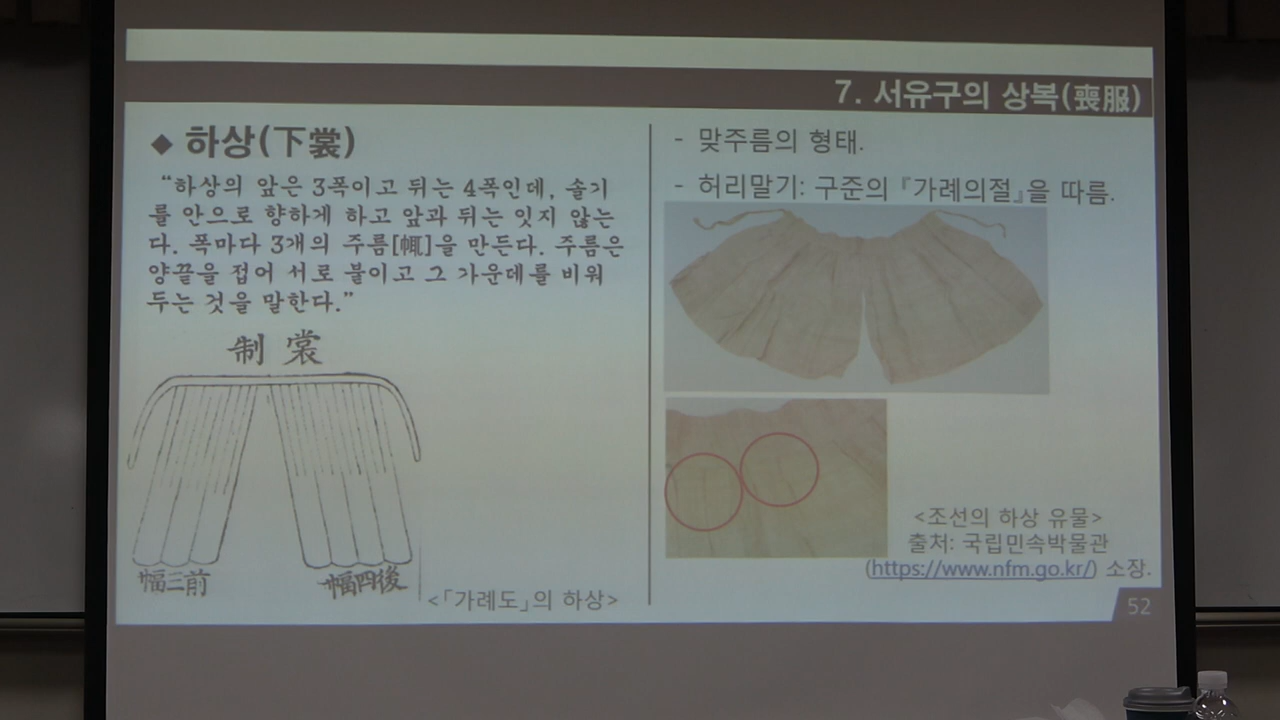 7. 서유구의 상복(喪服)
◆ 하상(下裳)
“하상의 앞은 3폭이고 뒤는 4폭인데, 솔기
를 안으로 향하게 하고 앞과 뒤는 잇지 않는
다. 폭마다 3개의 주름[㡇]을 만든다. 주름은
양끝을 접어 서로 붙이고 그 가운데를 비워
두는 것을 말한다.”
制 裳
幅三前
幅四後
<「가례도」의 하상>
- 맞주름의 형태.
- 허리말기: 구준의 『가례의절』을 따름.
<조선의 하상 유물>
출처: 국립민속박물관
(https://www.nfm.go.kr/) 소장.
52